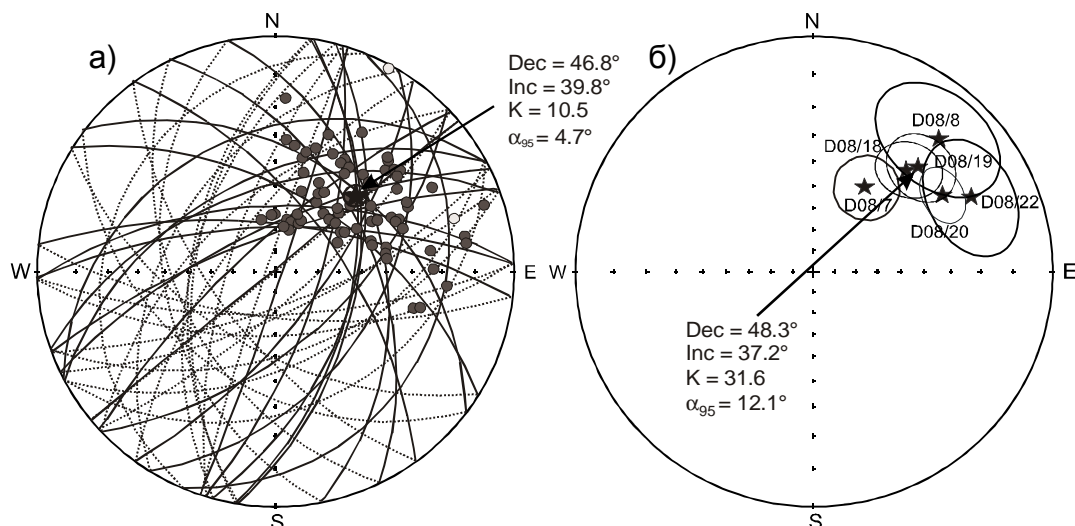 а)
N
W
E
S
Dec = 46.8°
Inc = 39.8°
K = 10.5
α95 = 4.7°
б)
N
W
E
S
D08/8
D08/18
D08/19
D08/7
D08/22
D08/20
Dec = 48.3°
Inc = 37.2°
K = 31.6
α95 = 12.1°